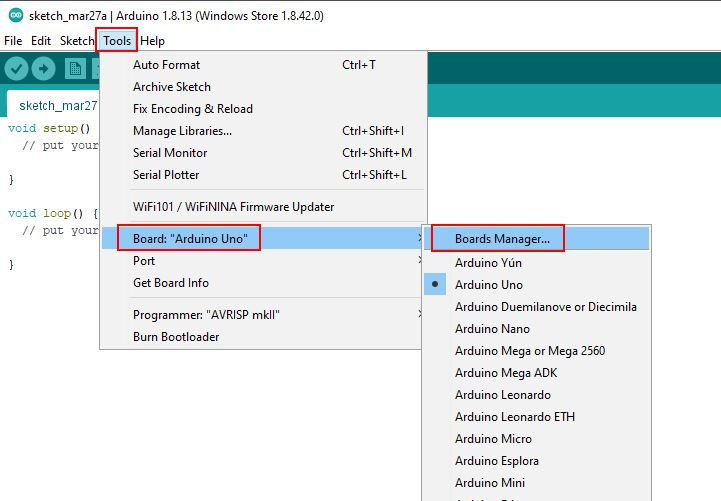 sketch_mar27a | Arduino 1.8.13 (Windows Store 1.8.42.0)
File Edit Sketch Tools Help
Auto Format Ctrl+T
Archive Sketch
Fix Encoding & Reload
Manage Libraries... Ctrl+Shift+I
Serial Monitor Ctrl+Shift+M
Serial Plotter Ctrl+Shift+L
WiFi101 / WiFiNINA Firmware Updater
Board: "Arduino Uno"
Port
Get Board Info
Programmer: "AVRISP mkII"
Burn Bootloader
Boards Manager...
Arduino Yún
Arduino Uno
Arduino Duemilanove or Diecimila
Arduino Nano
Arduino Mega or Mega 2560
Arduino Mega ADK
Arduino Leonardo
Arduino Leonardo ETH
Arduino Micro
Arduino Esplora
Arduino Mini
sketch_mar27
void setup()
// put your
}
void loop() {
// put your
}